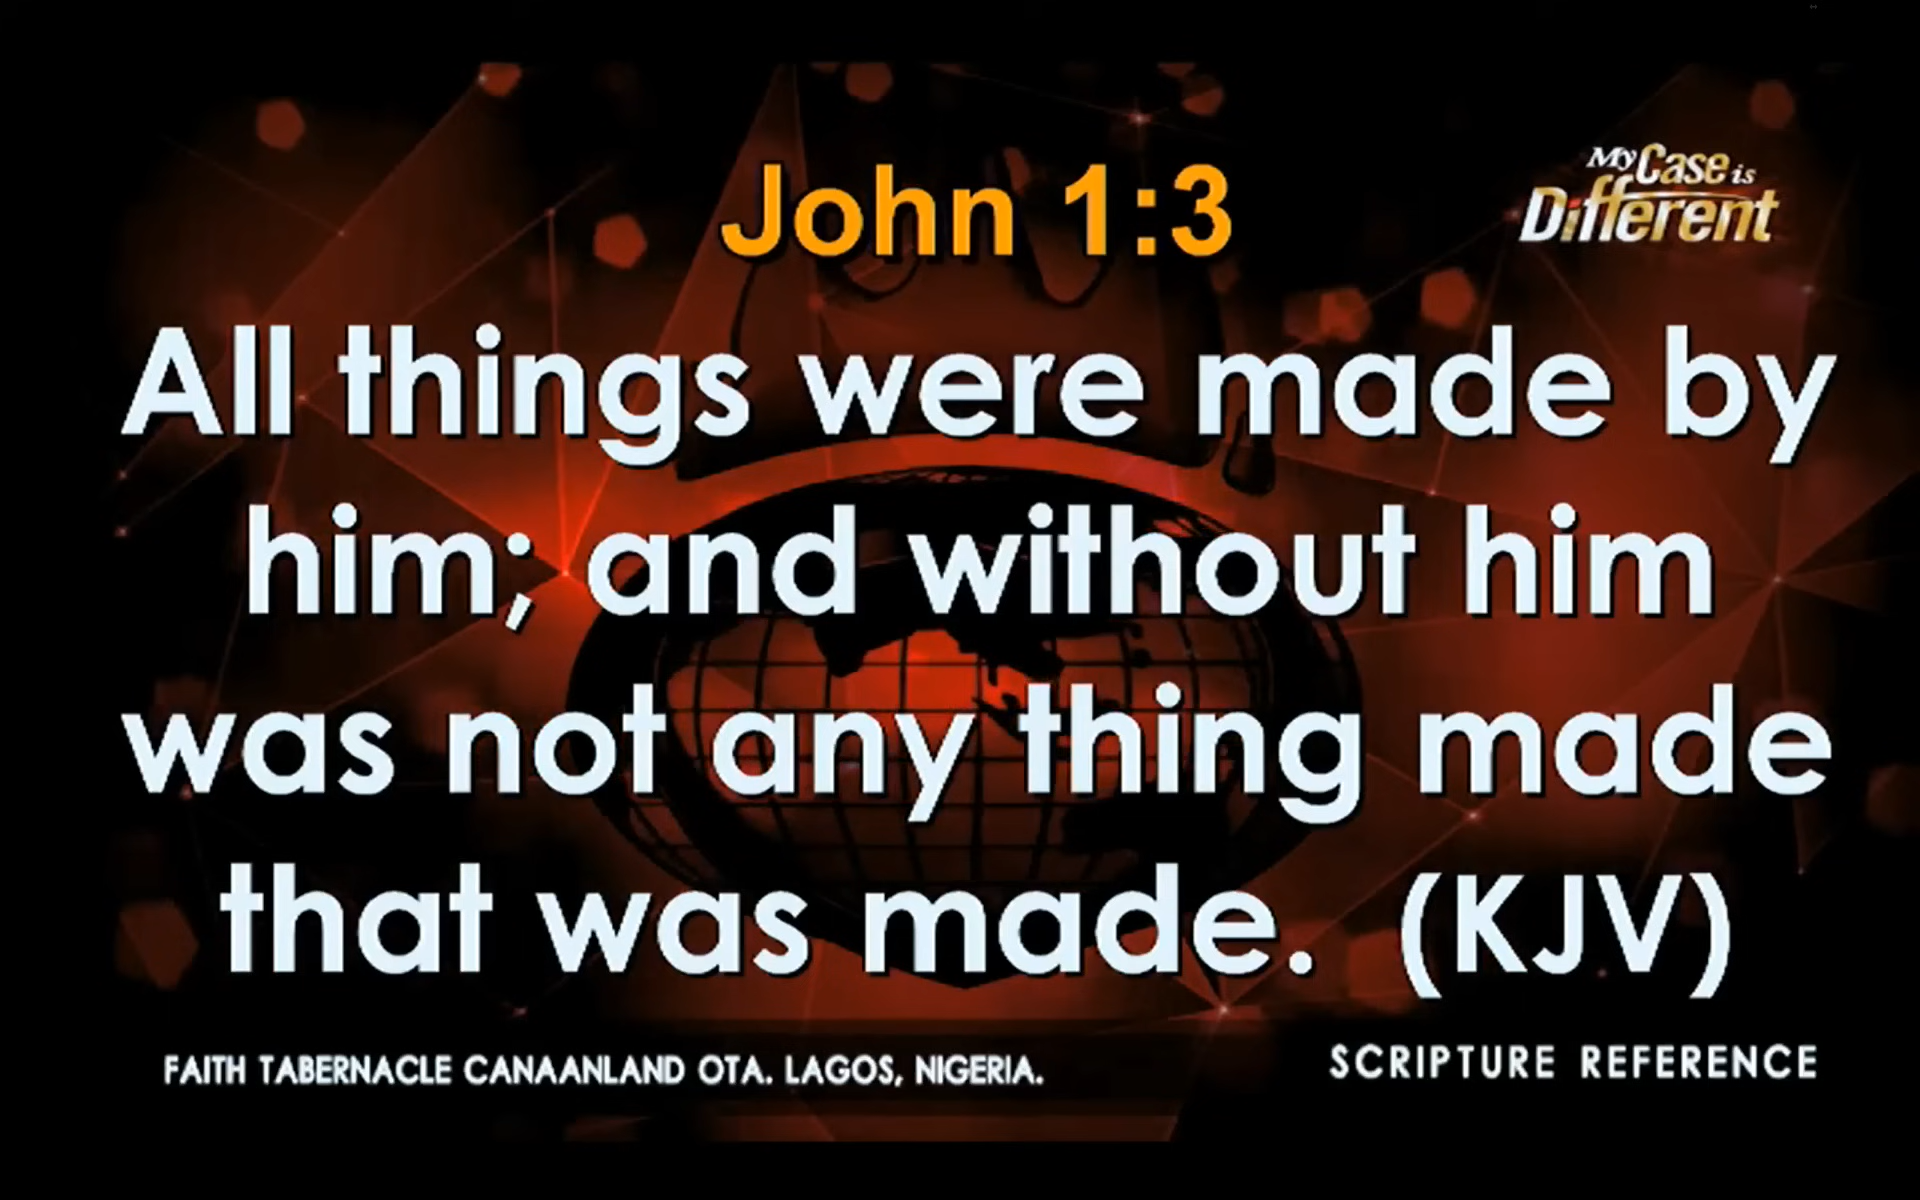 John 1:3
My Case is
Different
All things were made by
him; and without him
was not any thing made
that was made. (KJV)
FAITH TABERNACLE CANAANLAND OTA. LAGOS, NIGERIA.
SCRIPTURE REFERENCE